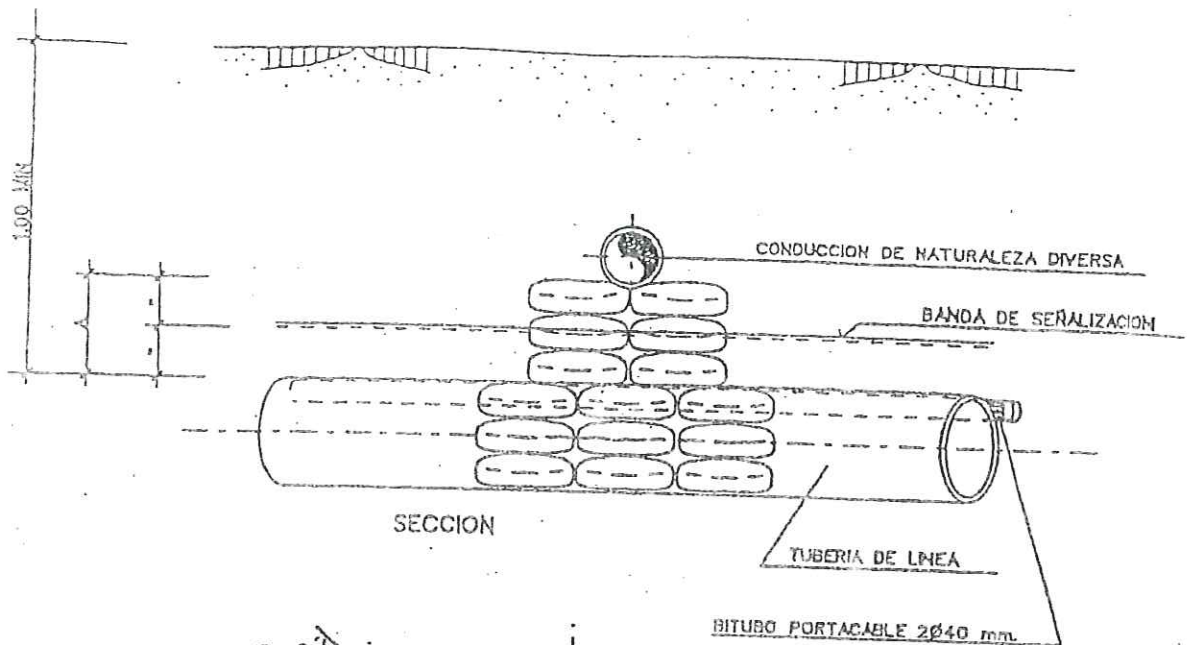 1.00 MIN
CONDUCCION DE NATURALEZA DIVERSA
BANDA DE SEÑALIZACION
SECCION
TUBERIA DE LINEA
BITUBO PORTACABLE 2Ø40 mm.